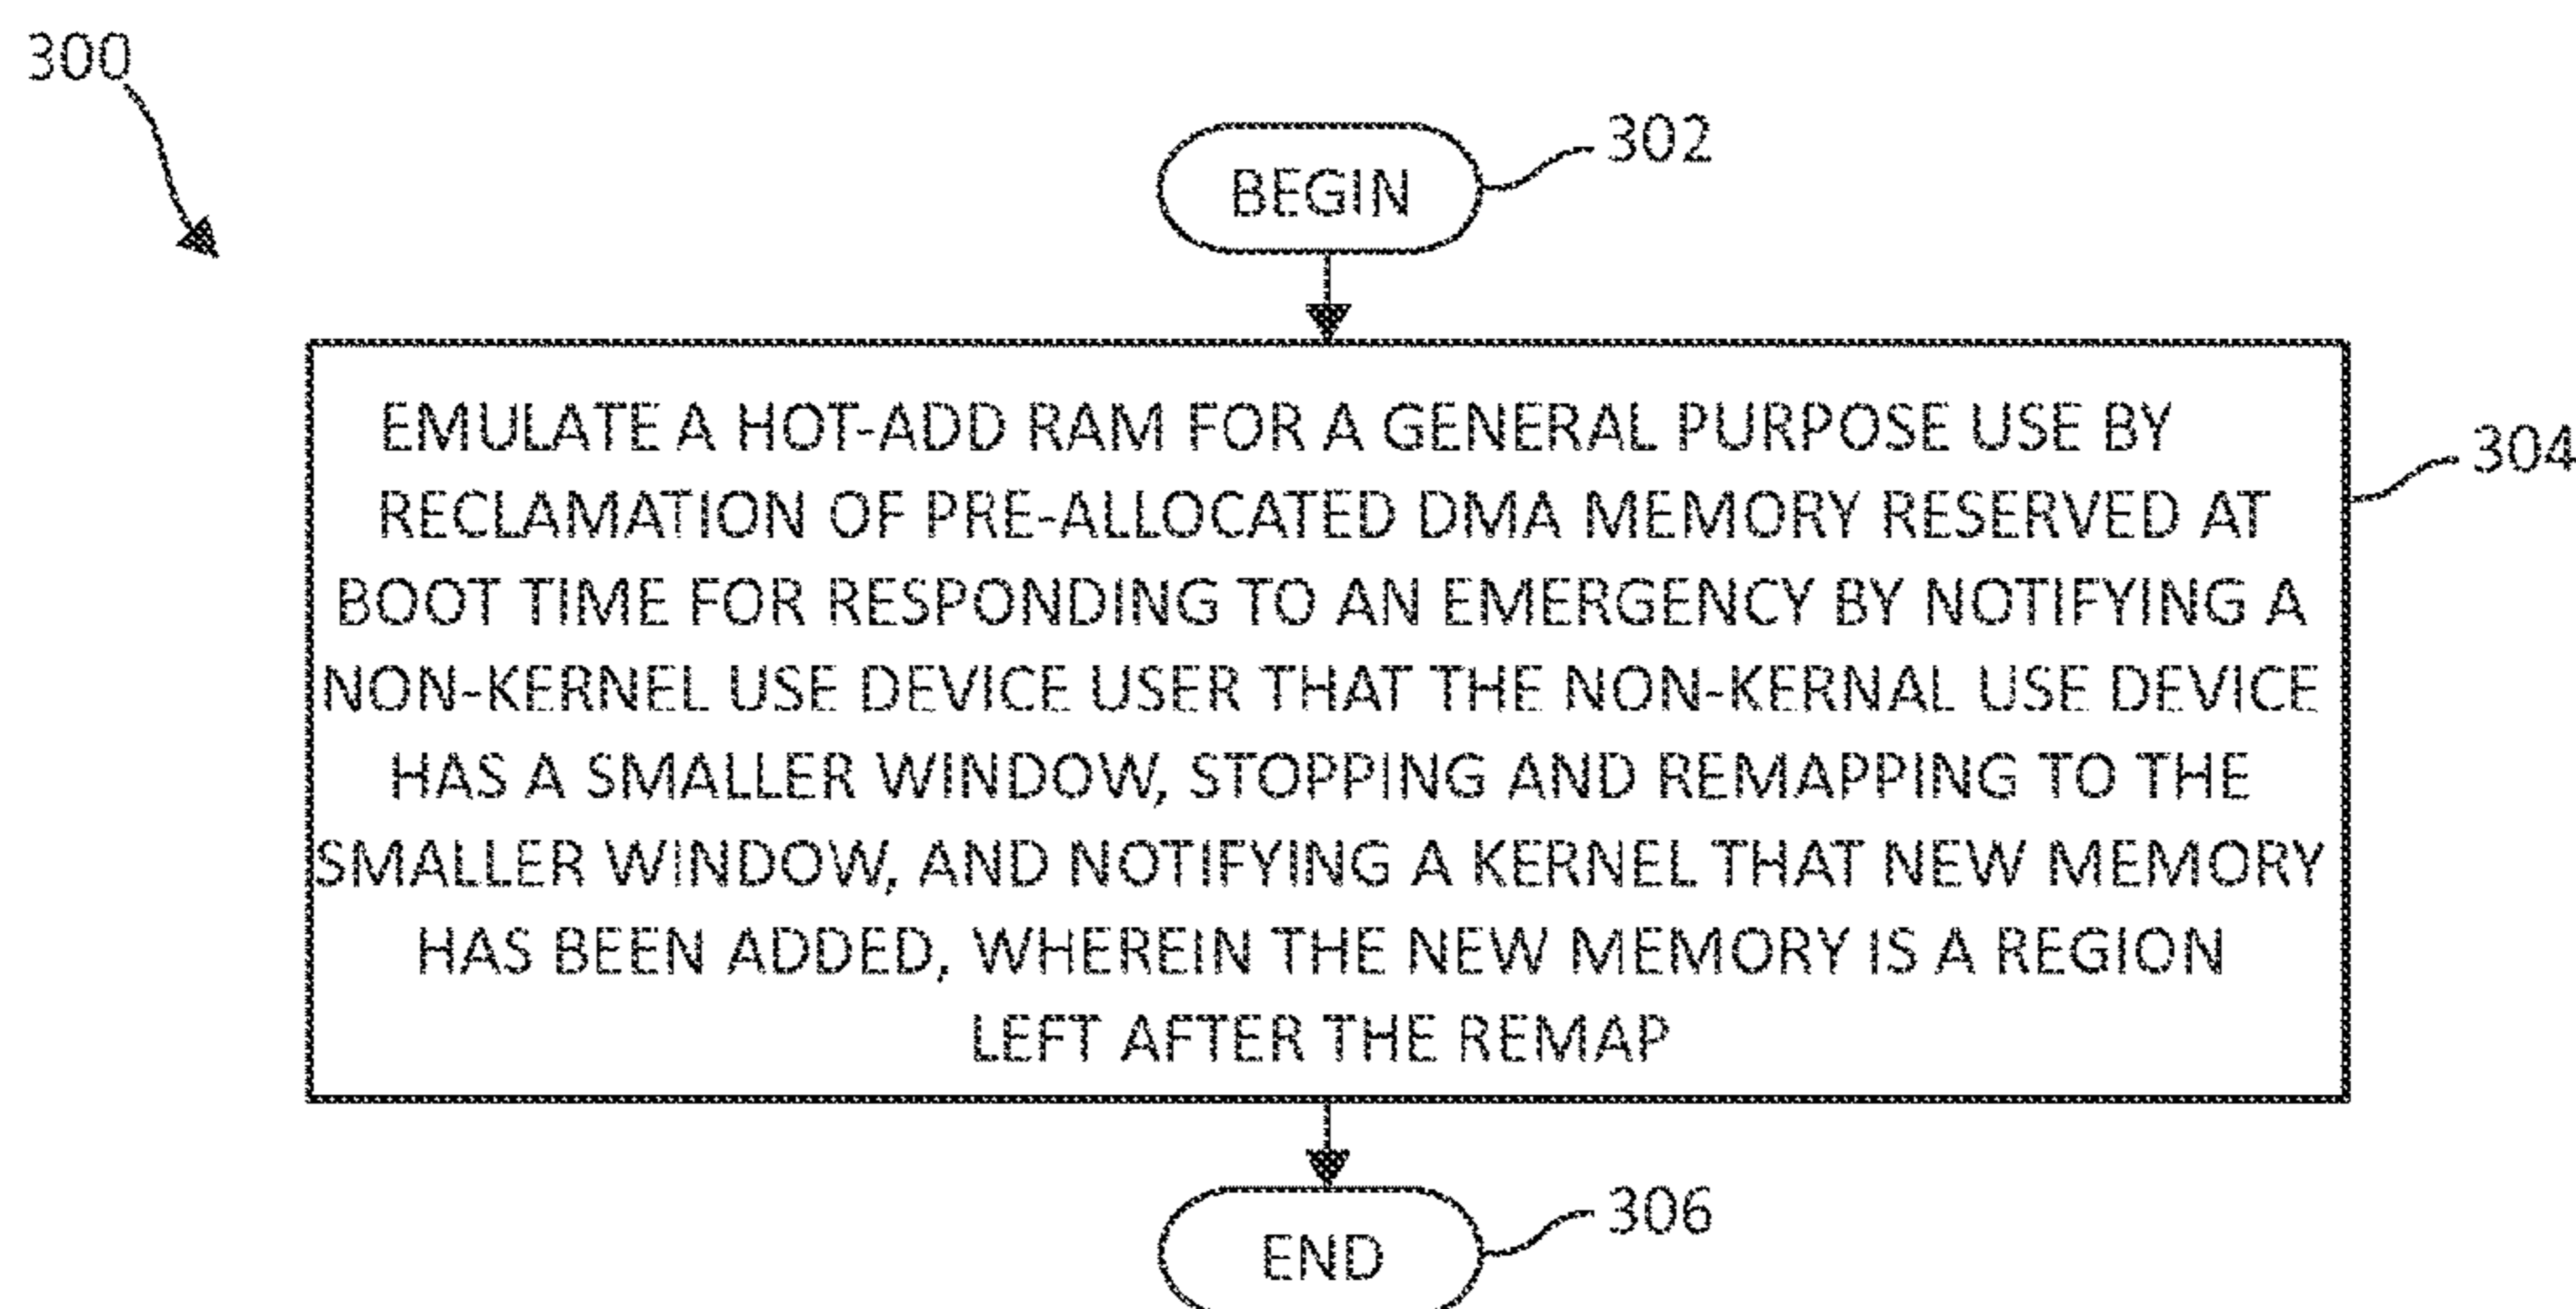 300
BEGIN
302
EMULATE A HOT-ADD RAM FOR A GENERAL PURPOSE USE BY
RECLAMATION OF PRE-ALLOCATED DMA MEMORY RESERVED AT
BOOT TIME FOR RESPONDING TO AN EMERGENCY BY NOTIFYING A
NON-KERNEL USE DEVICE USER THAT THE NON-KERNAL USE DEVICE
HAS A SMALLER WINDOW, STOPPING AND REMAPPING TO THE
SMALLER WINDOW, AND NOTIFYING A KERNEL THAT NEW MEMORY
HAS BEEN ADDED, WHEREIN THE NEW MEMORY IS A REGION
LEFT AFTER THE REMAP
304
END
306